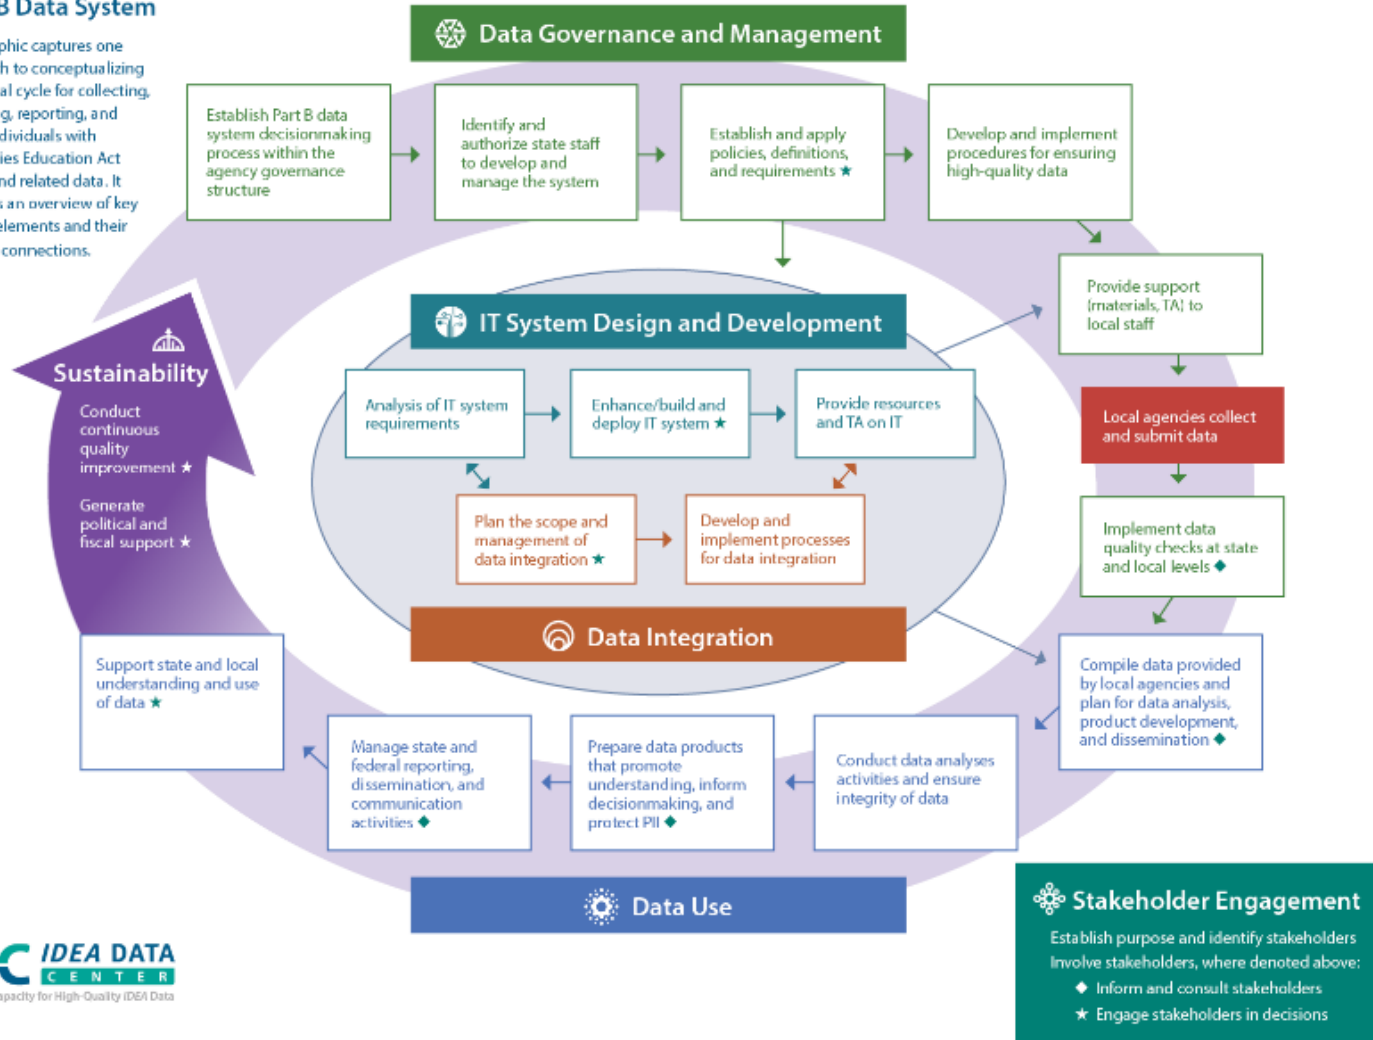 B Data System
phic captures one
h to conceptualizing
al cycle for collecting,
g, reporting, and
dividuals with
ies Education Act
nd related data. It
s an overview of key
elements and their
connections.
Data Governance and Management
Establish Part B data
system decisionmaking
process within the
agency governance
structure
Identify and
authorize state staff
to develop and
manage the system
Establish and apply
policies, definitions,
and requirements ★
Develop and implement
procedures for ensuring
high-quality data
Provide support
(materials, TA) to
local staff
Local agencies collect
and submit data
Implement data
quality checks at state
and local levels ◆
IT System Design and Development
Analysis of IT system
requirements
Enhance/build and
deploy IT system ★
Provide resources
and TA on IT
Plan the scope and
management of
data integration ★
Develop and
implement processes
for data integration
Data Integration
Sustainability
Conduct
continuous
quality
improvement ★
Generate
political and
fiscal support ★
Compile data provided
by local agencies and
plan for data analysis,
product development,
and dissemination ◆
Conduct data analyses
activities and ensure
integrity of data
Prepare data products
that promote
understanding, inform
decisionmaking, and
protect PII ◆
Manage state and
federal reporting,
dissemination, and
communication
activities ◆
Support state and local
understanding and use
of data ★
Data Use
Stakeholder Engagement
Establish purpose and identify stakeholders
Involve stakeholders, where denoted above:
◆ Inform and consult stakeholders
★ Engage stakeholders in decisions
IDEA DATA
CENTER
apacity for High-Quality IDEA Data